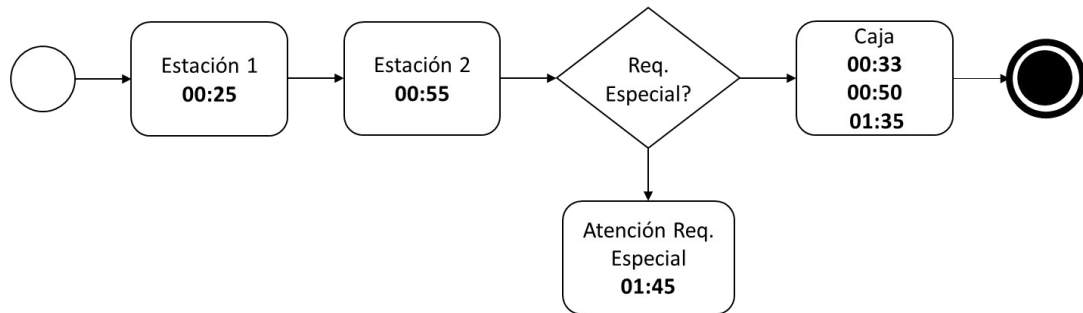 Estación 1
00:25
Estación 2
00:55
Req.
Especial?
Caja
00:33
00:50
01:35
Atención Req.
Especial
01:45